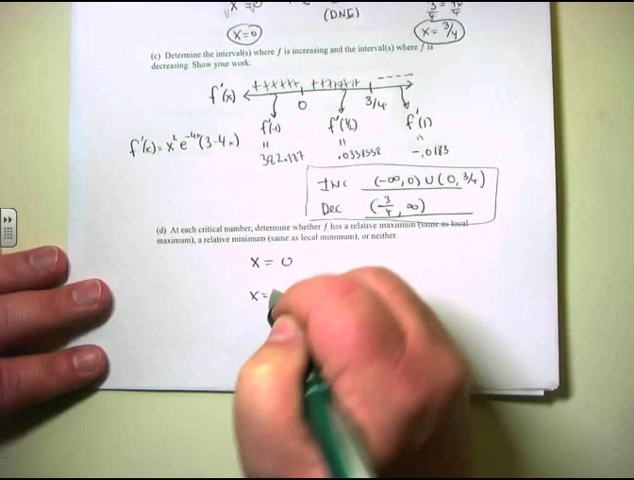 x=0
(DNE)
x=0
x=3/4
(c) Determine the interval(s) where f is increasing and the interval(s) where f is
decreasing. Show your work.
f'(x)
+++++ ++++++ ----
0 3/4
f'(x)=x²e⁻⁴ˣ(3-4x)
f'(-1) f'(1/2) f'(1)
" " "
382.187 .0338338 -.0183
INC (-∞,0) U (0,3/4)
Dec (3/4, ∞)
(d) At each critical number, determine whether f has a relative maximum (same as local
maximum), a relative minimum (same as local minimum), or neither.
x = 0
x=